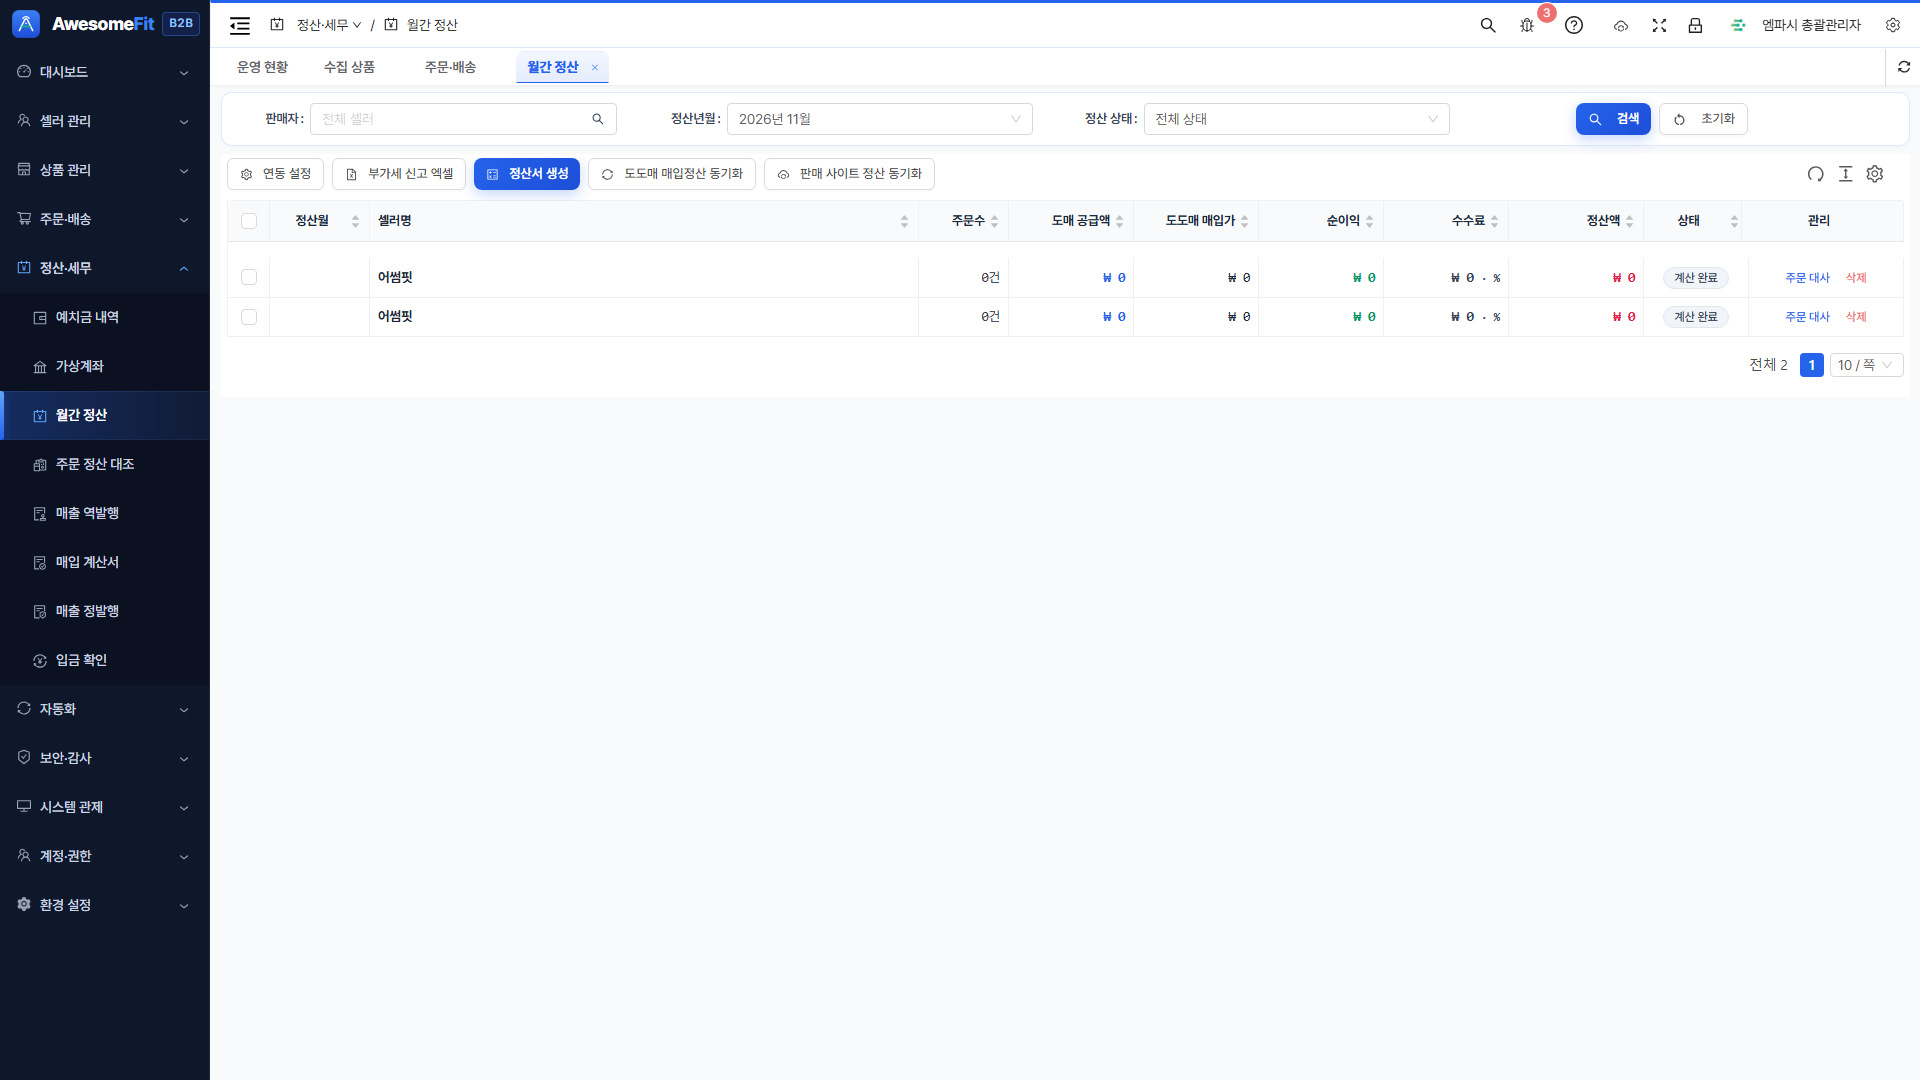 AwesomeFit B2B
정산·세무 / 월간 정산
3
엠파시 총괄관리자
대시보드
셀러 관리
상품 관리
주문·배송
정산·세무
예치금 내역
가상계좌
월간 정산
주문 정산 대조
매출 역발행
매입 계산서
매출 정발행
입금 확인
자동화
보안·감사
시스템 관제
계정·권한
환경 설정
운영 현황 수집 상품 주문·배송 월간 정산 ×
판매자: 전체 셀러 정산년월: 2026년 11월 정산 상태: 전체 상태 검색 초기화
연동 설정 부가세 신고 엑셀 정산서 생성 도도매 매입정산 동기화 판매 사이트 정산 동기화
정산월 셀러명 주문수 도매 공급액 도도매 매입가 순이익 수수료 정산액 상태 관리
어썸핏 0건 ₩ 0 ₩ 0 ₩ 0 ₩ 0 · % ₩ 0 계산 완료 주문 대사 삭제
어썸핏 0건 ₩ 0 ₩ 0 ₩ 0 ₩ 0 · % ₩ 0 계산 완료 주문 대사 삭제
전체 2 1 10 / 쪽